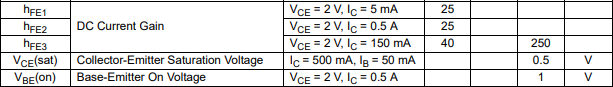 hFE1 DC Current Gain VCE = 2 V, IC = 5 mA 25
hFE2 VCE = 2 V, IC = 0.5 A 25
hFE3 VCE = 2 V, IC = 150 mA 40 250
VCE(sat) Collector-Emitter Saturation Voltage IC = 500 mA, IB = 50 mA 0.5 V
VBE(on) Base-Emitter On Voltage VCE = 2 V, IC = 0.5 A 1 V